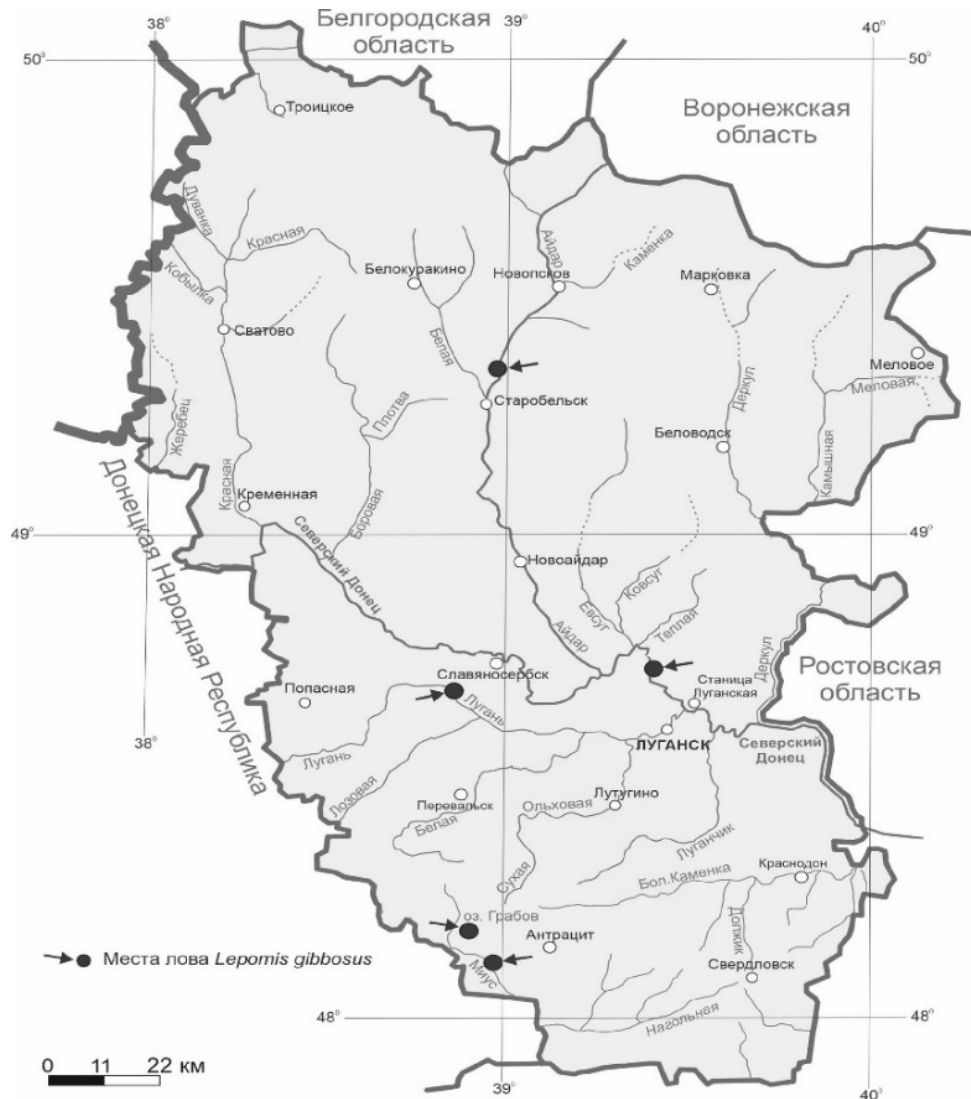 38°
Белгородская
область
39°
40°
50°
50°
Троицкое
Воронежская
область
Дуванка
Красная
Айдар
Каменка
Кобылка
Белокуракино
Новопсков
Марковка
Сватово
Белая
Меловое
Меловая
Деркул
Старобельск
Плотва
Жеребец
Беловодск
Камышная
Донецкая Народная Республика
Красная
Кременная
Боровая
49°
49°
Северский Донец
Новоайдар
Ковсуг
Евсуг
Теплая
Айдар
Деркул
Славяносербск
Станица
Луганская
Ростовская
область
Попасная
Лугань
38°
ЛУГАНСК
Северский
Донец
Лугань
Лозовая
Перевальск
Ольховая
Лутугино
Белая
Луганчик
Сухая
Бол.Каменка
Краснодон
оз. Грабов
Должик
Антрацит
Места лова Lepomis gibbosus
Миус
Свердловск
48°
Нагольная
48°
0 11 22 км
39°
40°